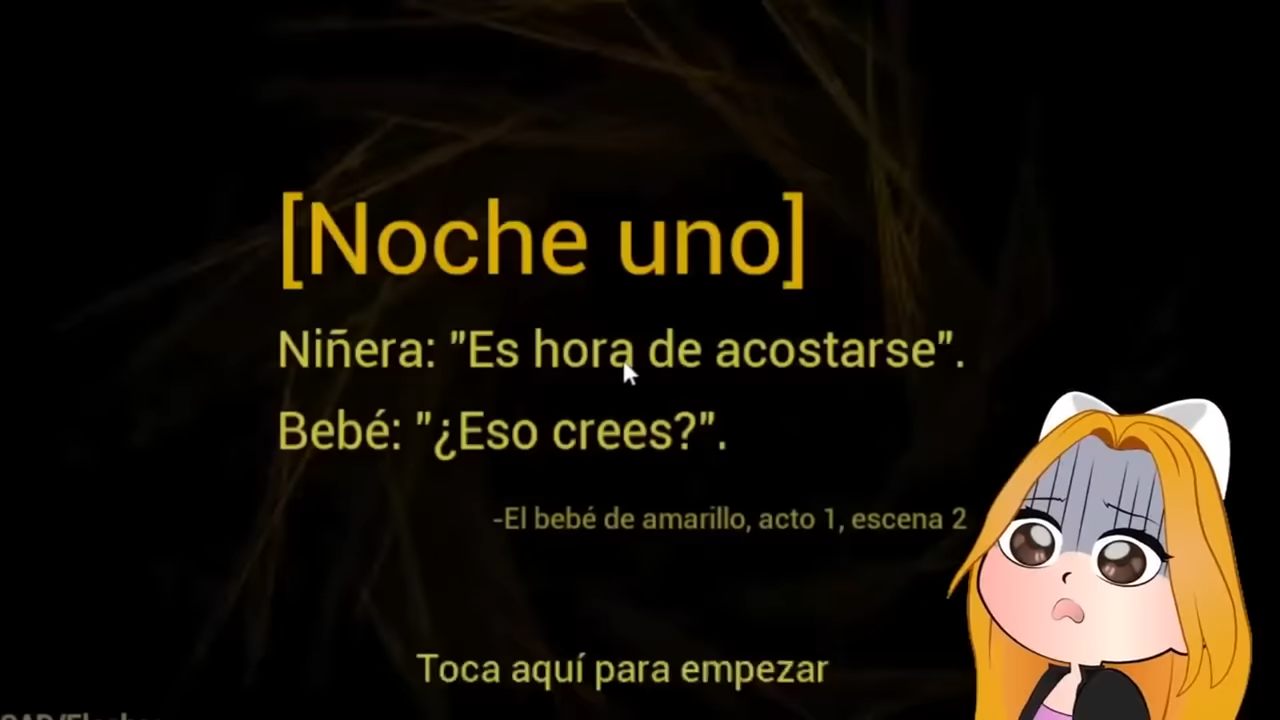 [Noche uno]
Niñera: "Es hora de acostarse".
Bebé: "¿Eso crees?".
-El bebé de amarillo, acto 1, escena 2
Toca aquí para empezar